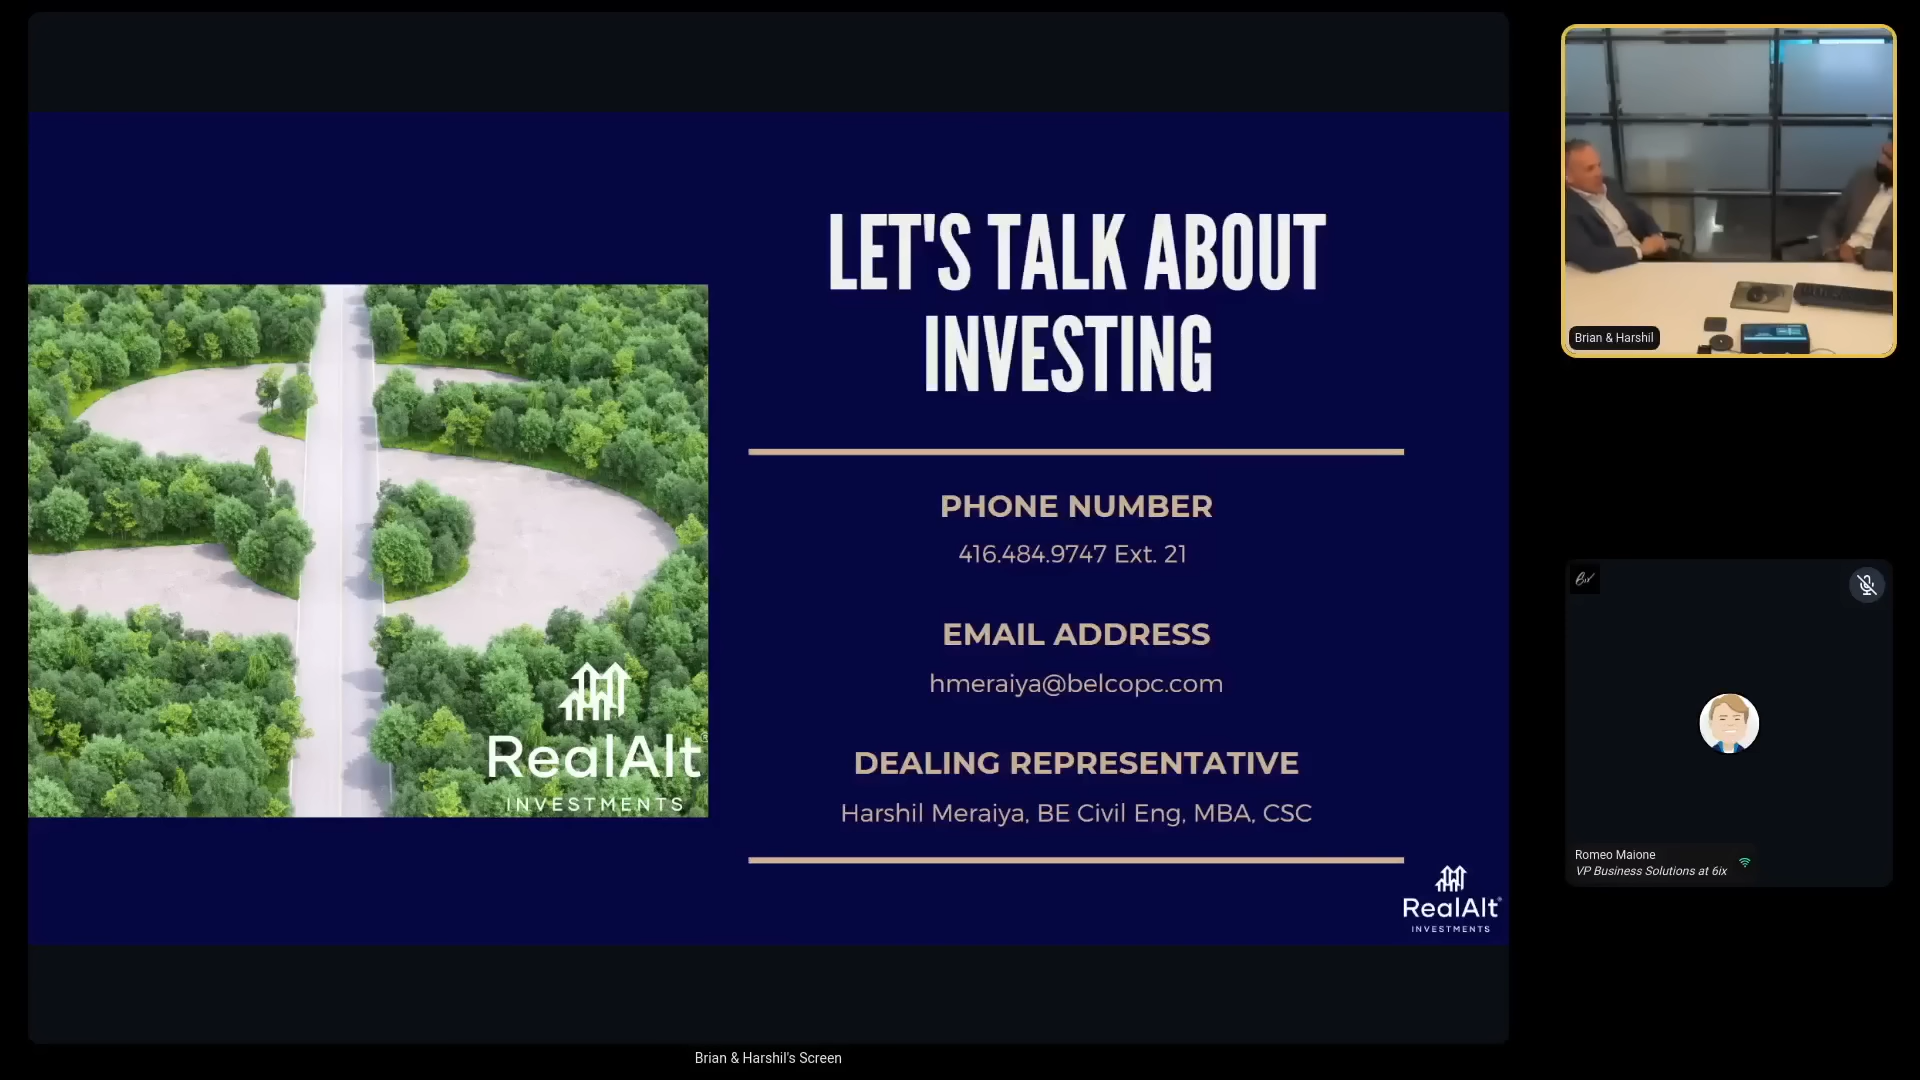 LET'S TALK ABOUT
INVESTING
PHONE NUMBER
416.484.9747 Ext. 21
EMAIL ADDRESS
hmeraiya@belcopc.com
DEALING REPRESENTATIVE
Harshil Meraiya, BE Civil Eng, MBA, CSC
RealAlt
INVESTMENTS
RealAlt®
INVESTMENTS
Brian & Harshil's Screen
Brian & Harshil
Romeo Maione
VP Business Solutions at 6ix